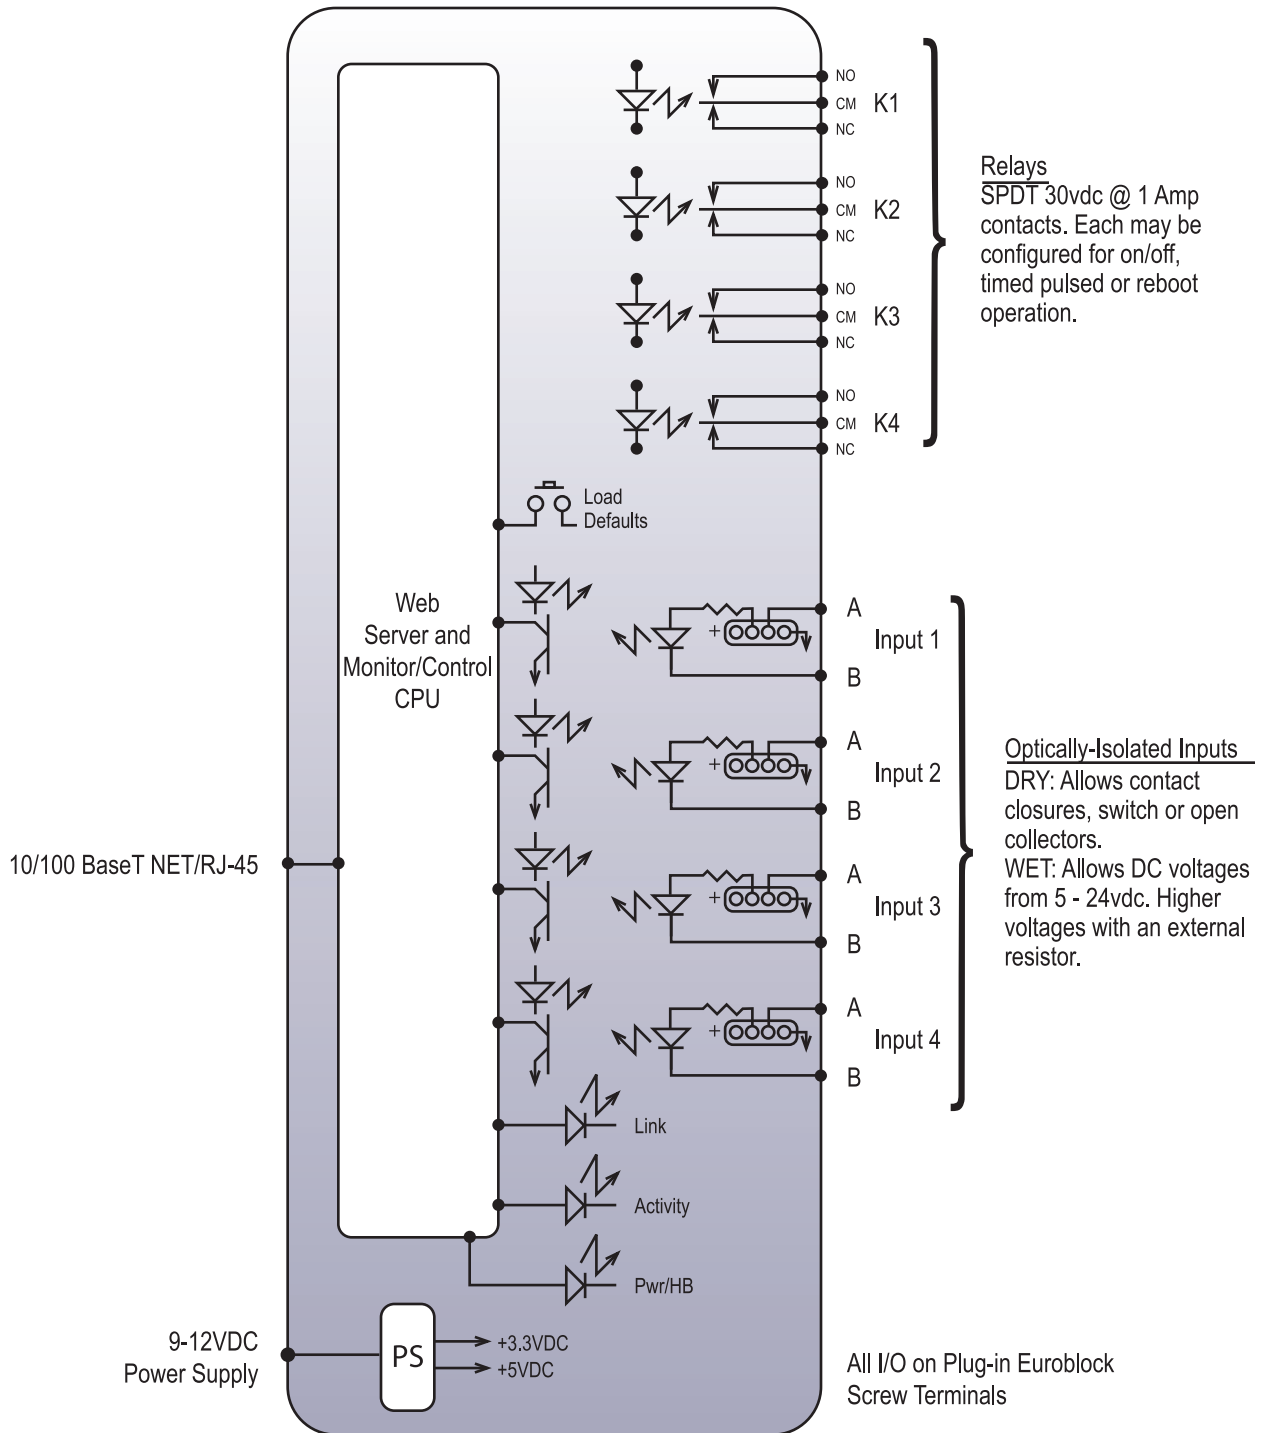 NO
CM K1
NC
NO
CM K2
NC
NO
CM K3
NC
NO
CM K4
NC
Relays
SPDT 30vdc @ 1 Amp
contacts. Each may be
configured for on/off,
timed pulsed or reboot
operation.
Load
Defaults
Web
Server and
Monitor/Control
CPU
+
A
Input 1
B
+
A
Input 2
B
+
A
Input 3
B
+
A
Input 4
B
Optically-Isolated Inputs
DRY: Allows contact
closures, switch or open
collectors.
WET: Allows DC voltages
from 5 - 24vdc. Higher
voltages with an external
resistor.
10/100 BaseT NET/RJ-45
Link
Activity
Pwr/HB
9-12VDC
Power Supply
PS
+3.3VDC
+5VDC
All I/O on Plug-in Euroblock
Screw Terminals